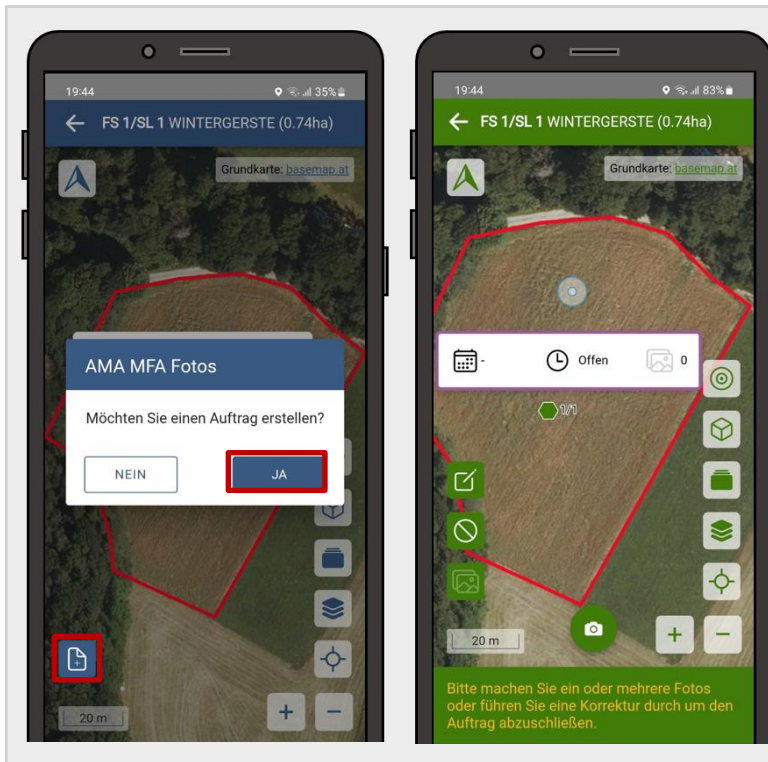 19:44
35%
FS 1/SL 1 WINTERGERSTE (0.74ha)
Grundkarte: basemap.at
AMA MFA Fotos
Möchten Sie einen Auftrag erstellen?
NEIN
JA
20 m
+
−
19:44
83%
FS 1/SL 1 WINTERGERSTE (0.74ha)
Grundkarte: basemap.at
-
Offen
0
1/1
20 m
+
−
Bitte machen Sie ein oder mehrere Fotos
oder führen Sie eine Korrektur durch um den
Auftrag abzuschließen.